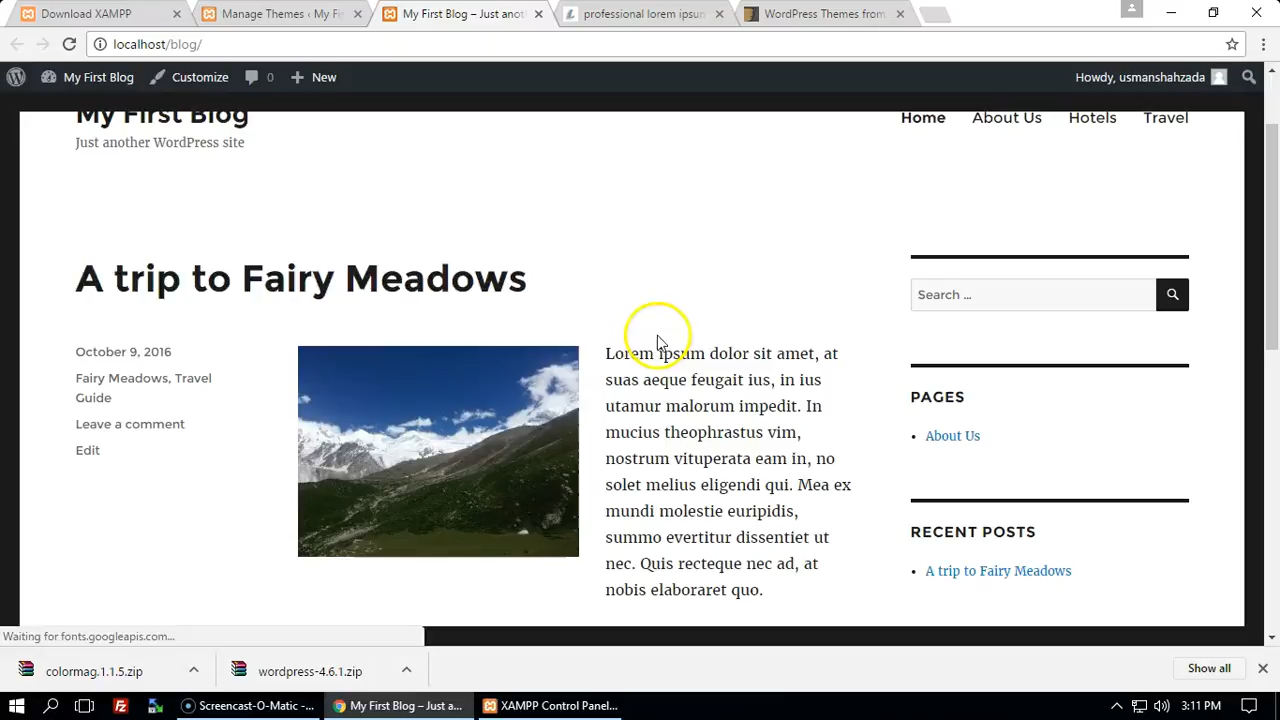 Download XAMPP
Manage Themes ‹ My Fi
My First Blog – Just anot
professional lorem ipsum
WordPress Themes from
localhost/blog/
My First Blog
Customize
0
New
Howdy, usmanshahzada
My First Blog
Just another WordPress site
Home
About Us
Hotels
Travel
A trip to Fairy Meadows
October 9, 2016
Fairy Meadows, Travel
Guide
Leave a comment
Edit
Lorem ipsum dolor sit amet, at
suas aeque feugait ius, in ius
utamur malorum impedit. In
mucius theophrastus vim,
nostrum vituperata eam in, no
solet melius eligendi qui. Mea ex
mundi molestie euripidis,
summo evertitur dissentiet ut
nec. Quis recteque nec ad, at
nobis elaboraret quo.
Search …
PAGES
About Us
RECENT POSTS
A trip to Fairy Meadows
Waiting for fonts.googleapis.com...
colormag.1.1.5.zip
wordpress-4.6.1.zip
Show all
Screencast-O-Matic -...
My First Blog – Just a...
XAMPP Control Panel...
3:11 PM